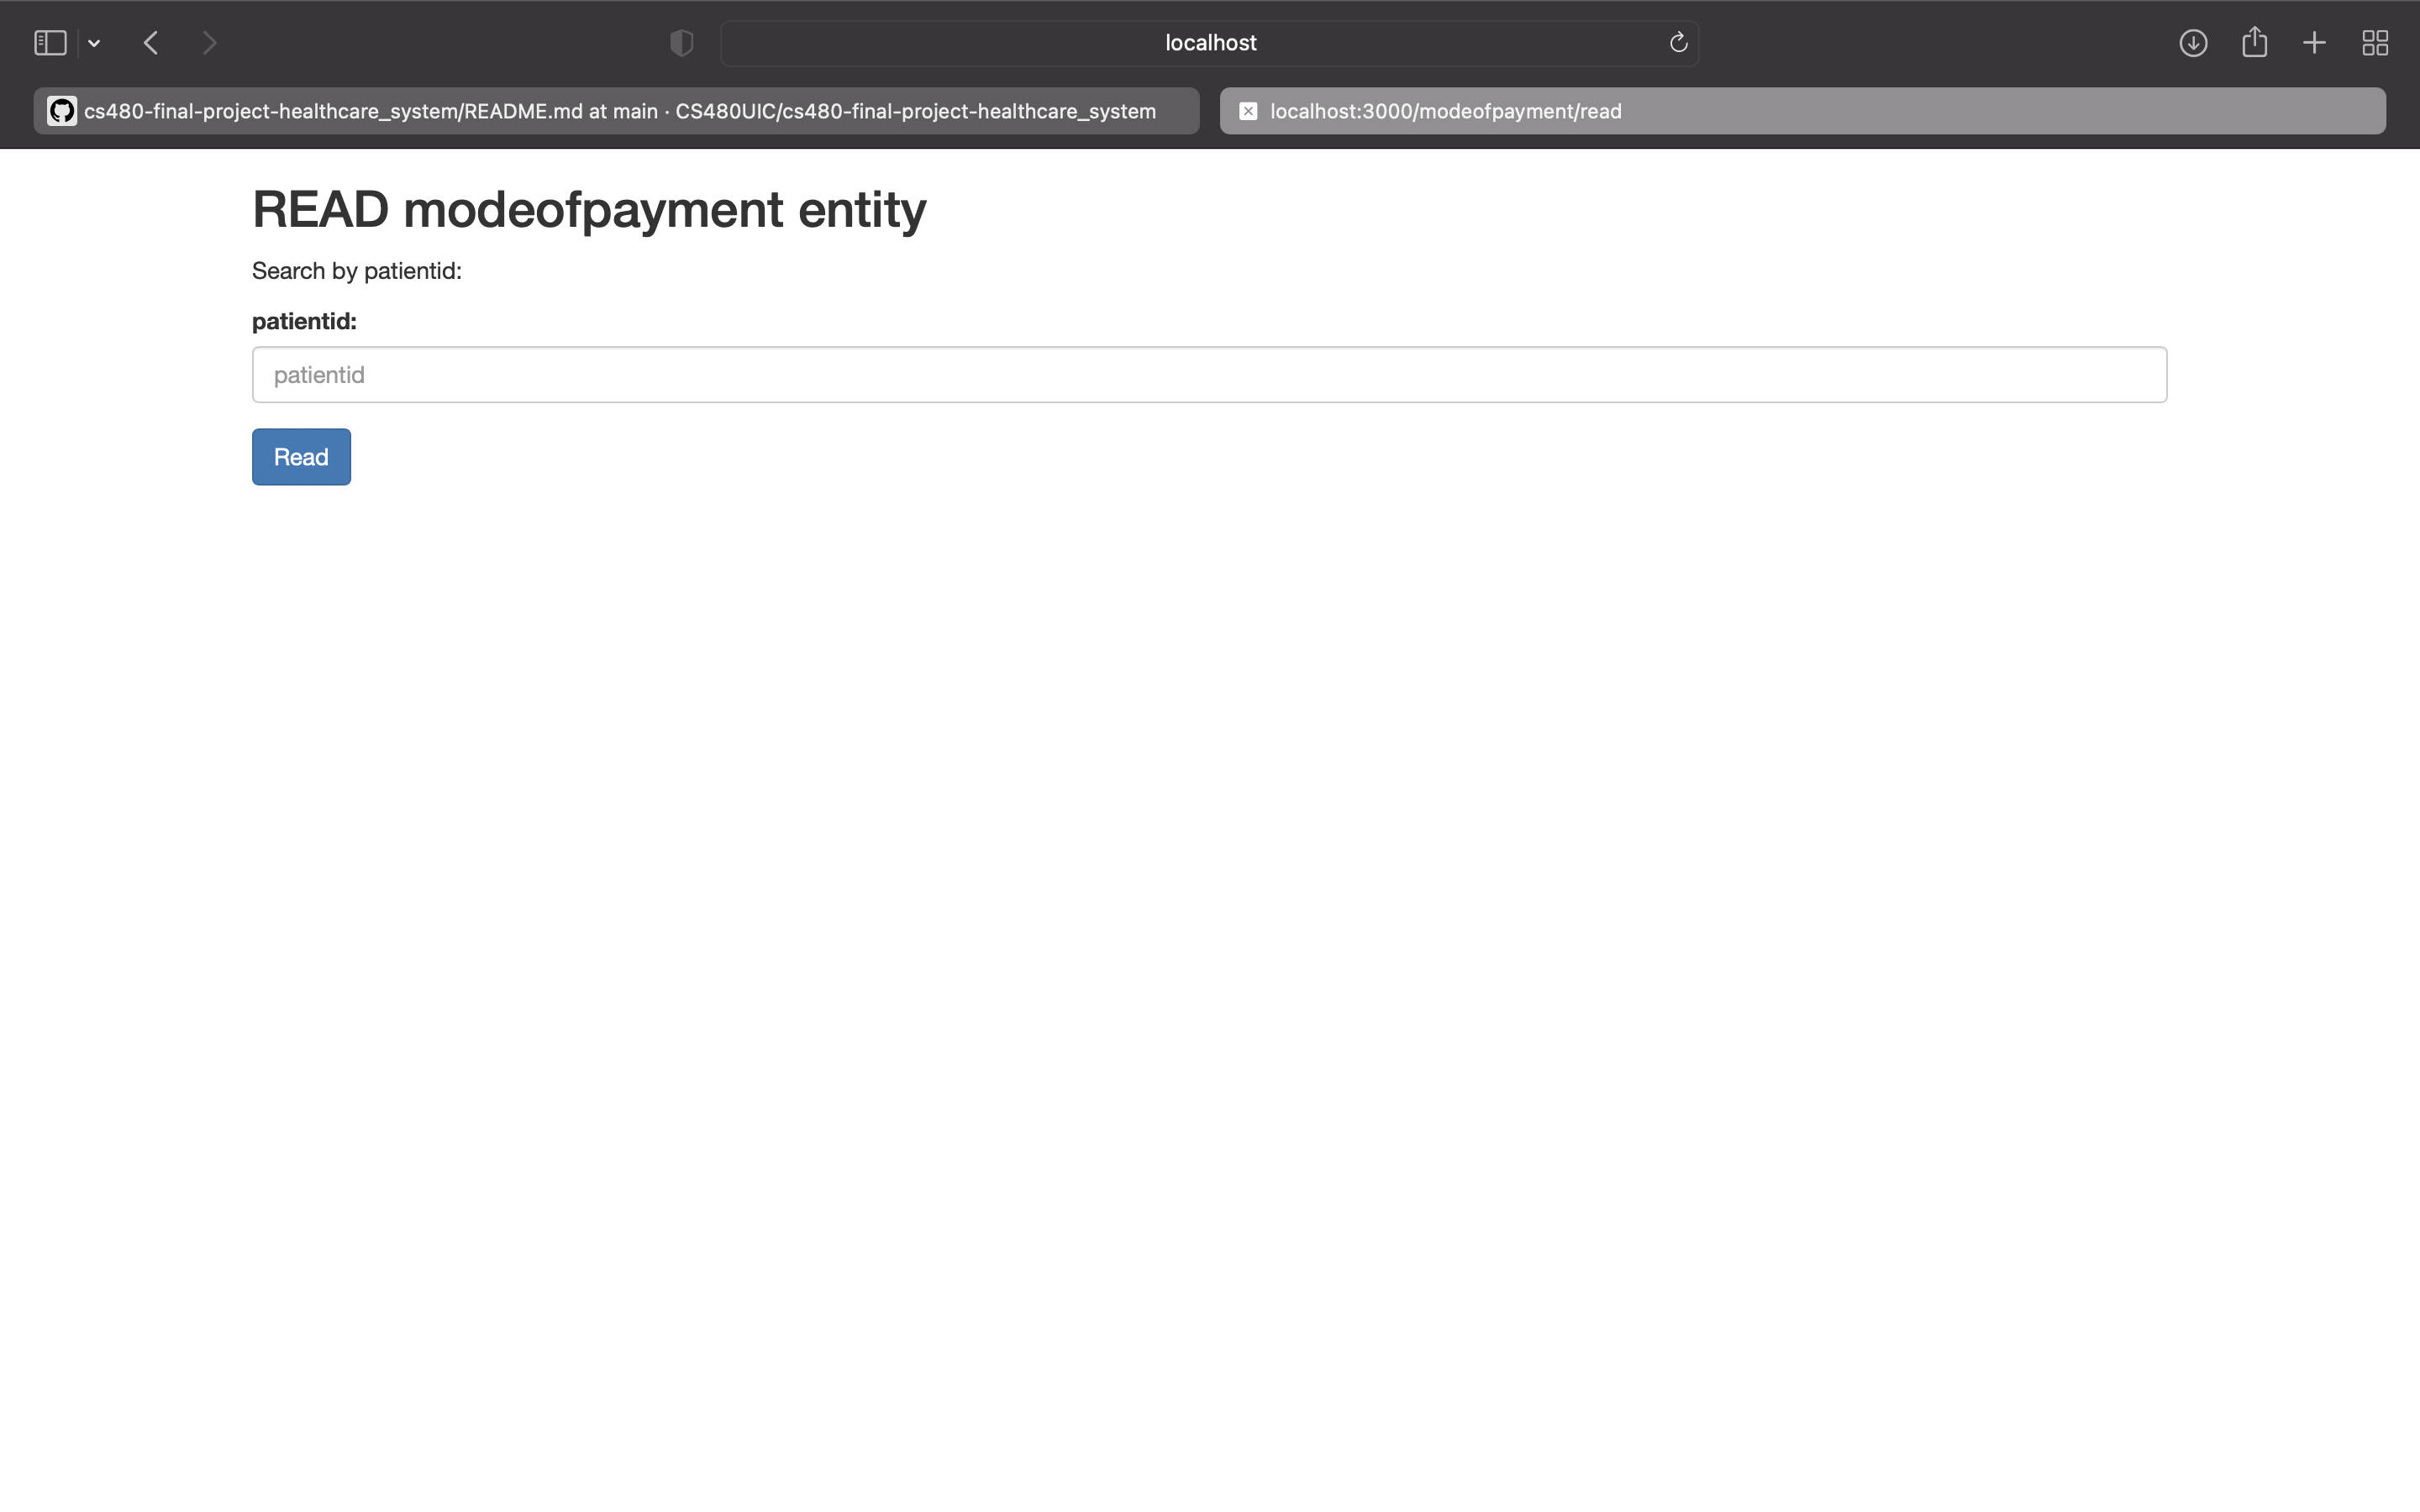 localhost
cs480-final-project-healthcare_system/README.md at main · CS480UIC/cs480-final-project-healthcare_system
localhost:3000/modeofpayment/read
READ modeofpayment entity
Search by patientid:
patientid:
patientid
Read